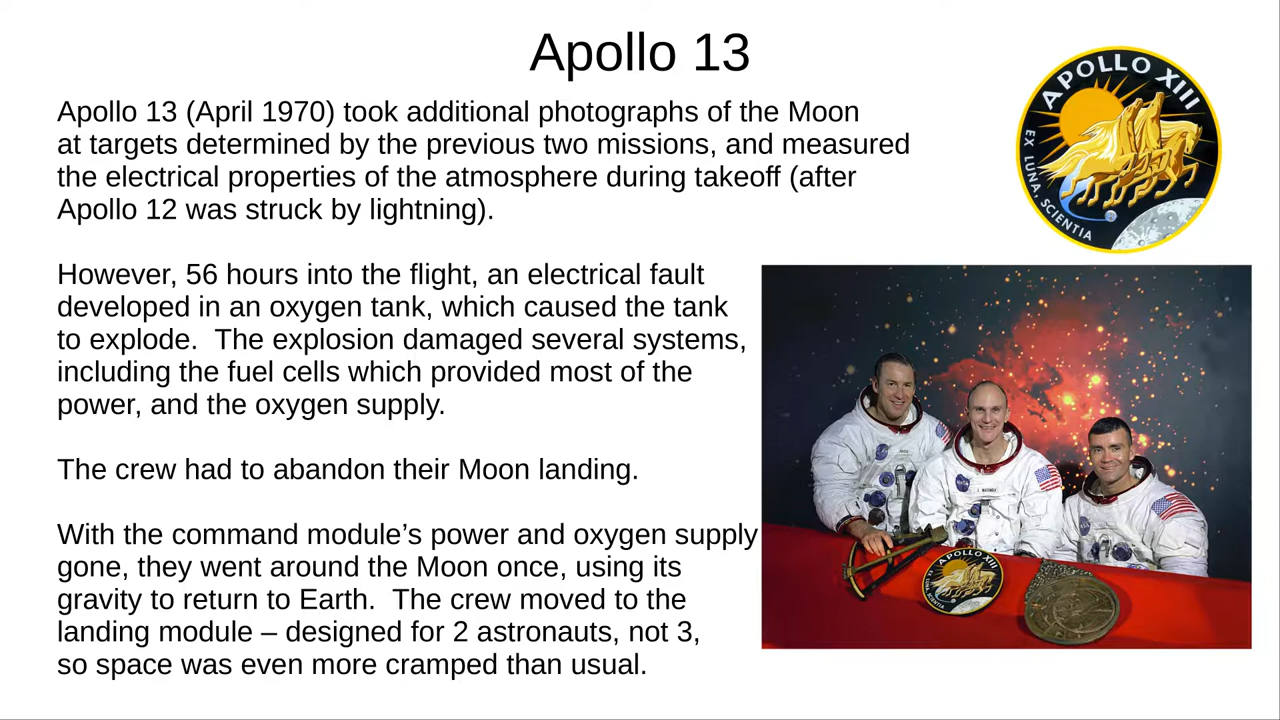 Apollo 13
Apollo 13 (April 1970) took additional photographs of the Moon
at targets determined by the previous two missions, and measured
the electrical properties of the atmosphere during takeoff (after
Apollo 12 was struck by lightning).
However, 56 hours into the flight, an electrical fault
developed in an oxygen tank, which caused the tank
to explode.  The explosion damaged several systems,
including the fuel cells which provided most of the
power, and the oxygen supply.
The crew had to abandon their Moon landing.
With the command module’s power and oxygen supply
gone, they went around the Moon once, using its
gravity to return to Earth.  The crew moved to the
landing module – designed for 2 astronauts, not 3,
so space was even more cramped than usual.
APOLLO XIII
EX LUNA, SCIENTIA
APOLLO XIII
EX LUNA, SCIENTIA